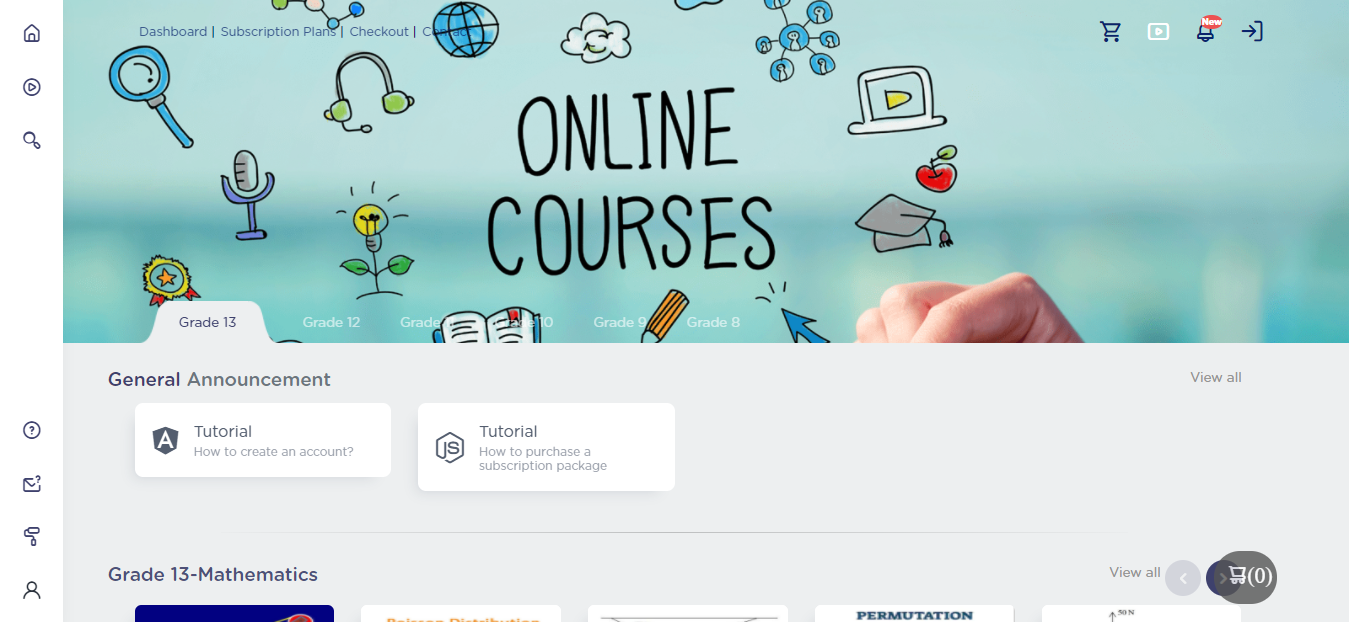 Dashboard | Subscription Plans | Checkout | Contact
New
ONLINE
COURSES
Grade 13 Grade 12 Grade 10 Grade 9 Grade 8
General Announcement View all
Tutorial
How to create an account?
Tutorial
How to purchase a
subscription package
Grade 13-Mathematics View all
(0)
Poisson Distribution
PERMUTATION
50 N